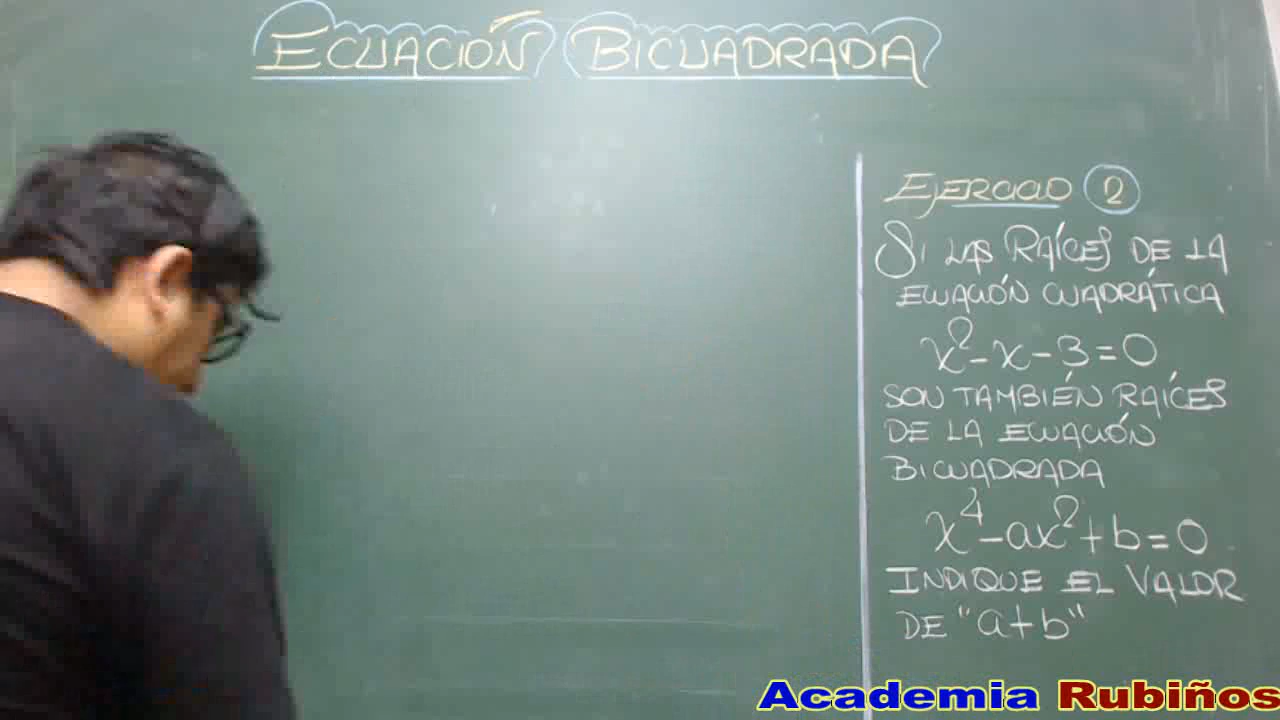 ECUACIÓN BICUADRADA
EJERCICIO 2
SI LAS RAÍCES DE LA
ECUACIÓN CUADRÁTICA
x² - x - 3 = 0
SON TAMBIÉN RAÍCES
DE LA ECUACIÓN
BICUADRADA
x⁴ - ax² + b = 0
INDIQUE EL VALOR
DE "a+b"
Academia Rubiños